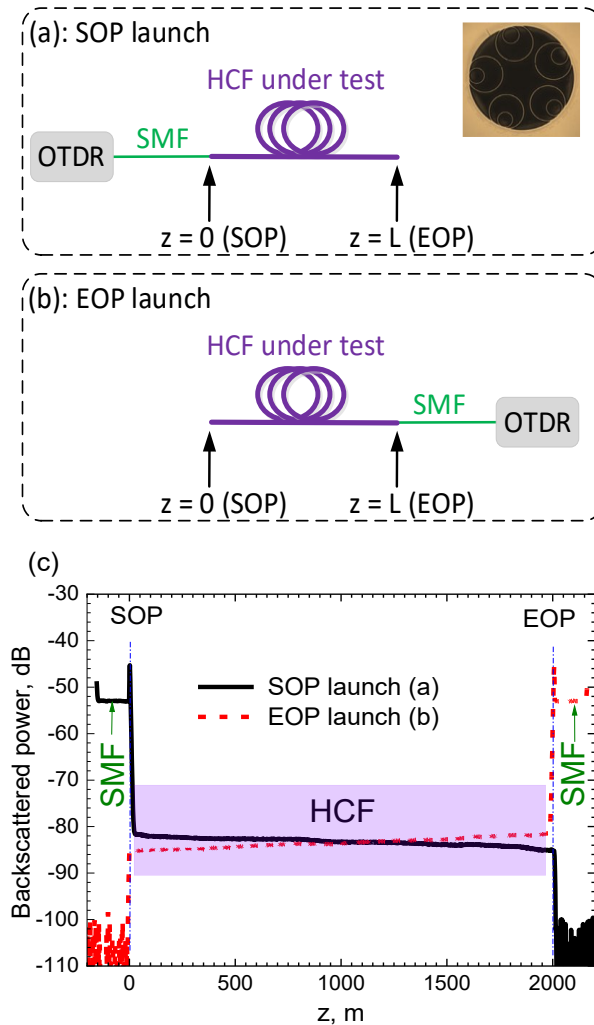 (a): SOP launch
HCF under test
OTDR
SMF
z = 0 (SOP)
z = L (EOP)
(b): EOP launch
HCF under test
SMF
OTDR
z = 0 (SOP)
z = L (EOP)
(c)
-30
-40
-50
-60
-70
-80
-90
-100
-110
Backscattered power, dB
SOP
EOP
SOP launch (a)
EOP launch (b)
SMF
SMF
HCF
0
500
1000
1500
2000
z, m